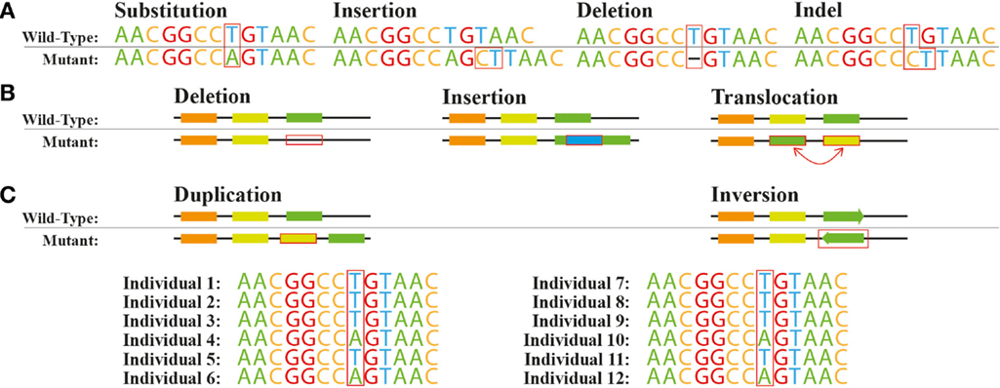 A Substitution Insertion Deletion Indel
Wild-Type: AACGGCCTGTAAC AACGGCCTGTAAC AACGGCCTGTAAC AACGGCCTGTAAC
Mutant: AACGGCCAGTAAC AACGGCCAGCTTAAC AACGGCC–GTAAC AACGGCCCTTAAC
B Deletion Insertion Translocation
Wild-Type:
Mutant:
C Duplication Inversion
Wild-Type:
Mutant:
Individual 1: AACGGCCTGTAAC Individual 7: AACGGCCTGTAAC
Individual 2: AACGGCCTGTAAC Individual 8: AACGGCCTGTAAC
Individual 3: AACGGCCTGTAAC Individual 9: AACGGCCTGTAAC
Individual 4: AACGGCCAGTAAC Individual 10: AACGGCCAGTAAC
Individual 5: AACGGCCTGTAAC Individual 11: AACGGCCTGTAAC
Individual 6: AACGGCCAGTAAC Individual 12: AACGGCCAGTAAC